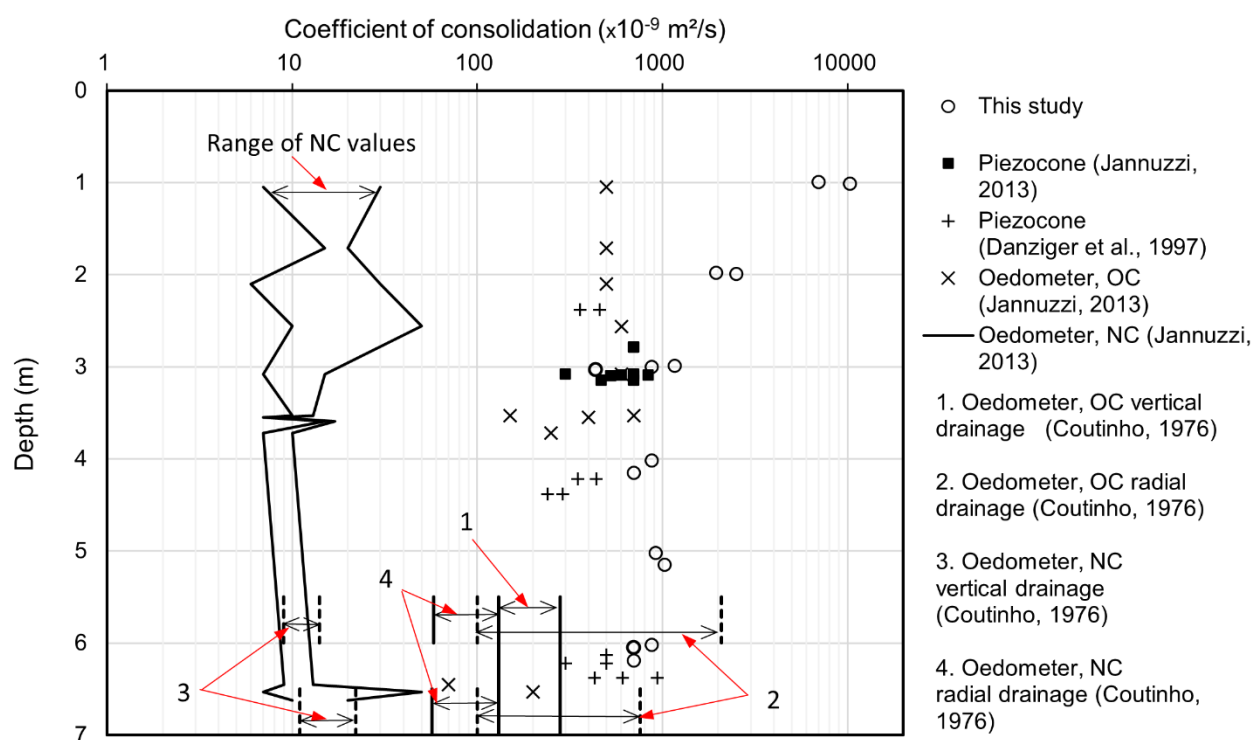 Coefficient of consolidation (x10⁻⁹ m²/s)
1 10 100 1000 10000
0
1
2
3
4
5
6
7
Depth (m)
Range of NC values
1
4
3
2
This study
Piezocone (Jannuzzi,
2013)
Piezocone
(Danziger et al., 1997)
Oedometer, OC
(Jannuzzi, 2013)
Oedometer, NC (Jannuzzi,
2013)
1. Oedometer, OC vertical
drainage (Coutinho, 1976)
2. Oedometer, OC radial
drainage (Coutinho, 1976)
3. Oedometer, NC
vertical drainage
(Coutinho, 1976)
4. Oedometer, NC
radial drainage (Coutinho,
1976)